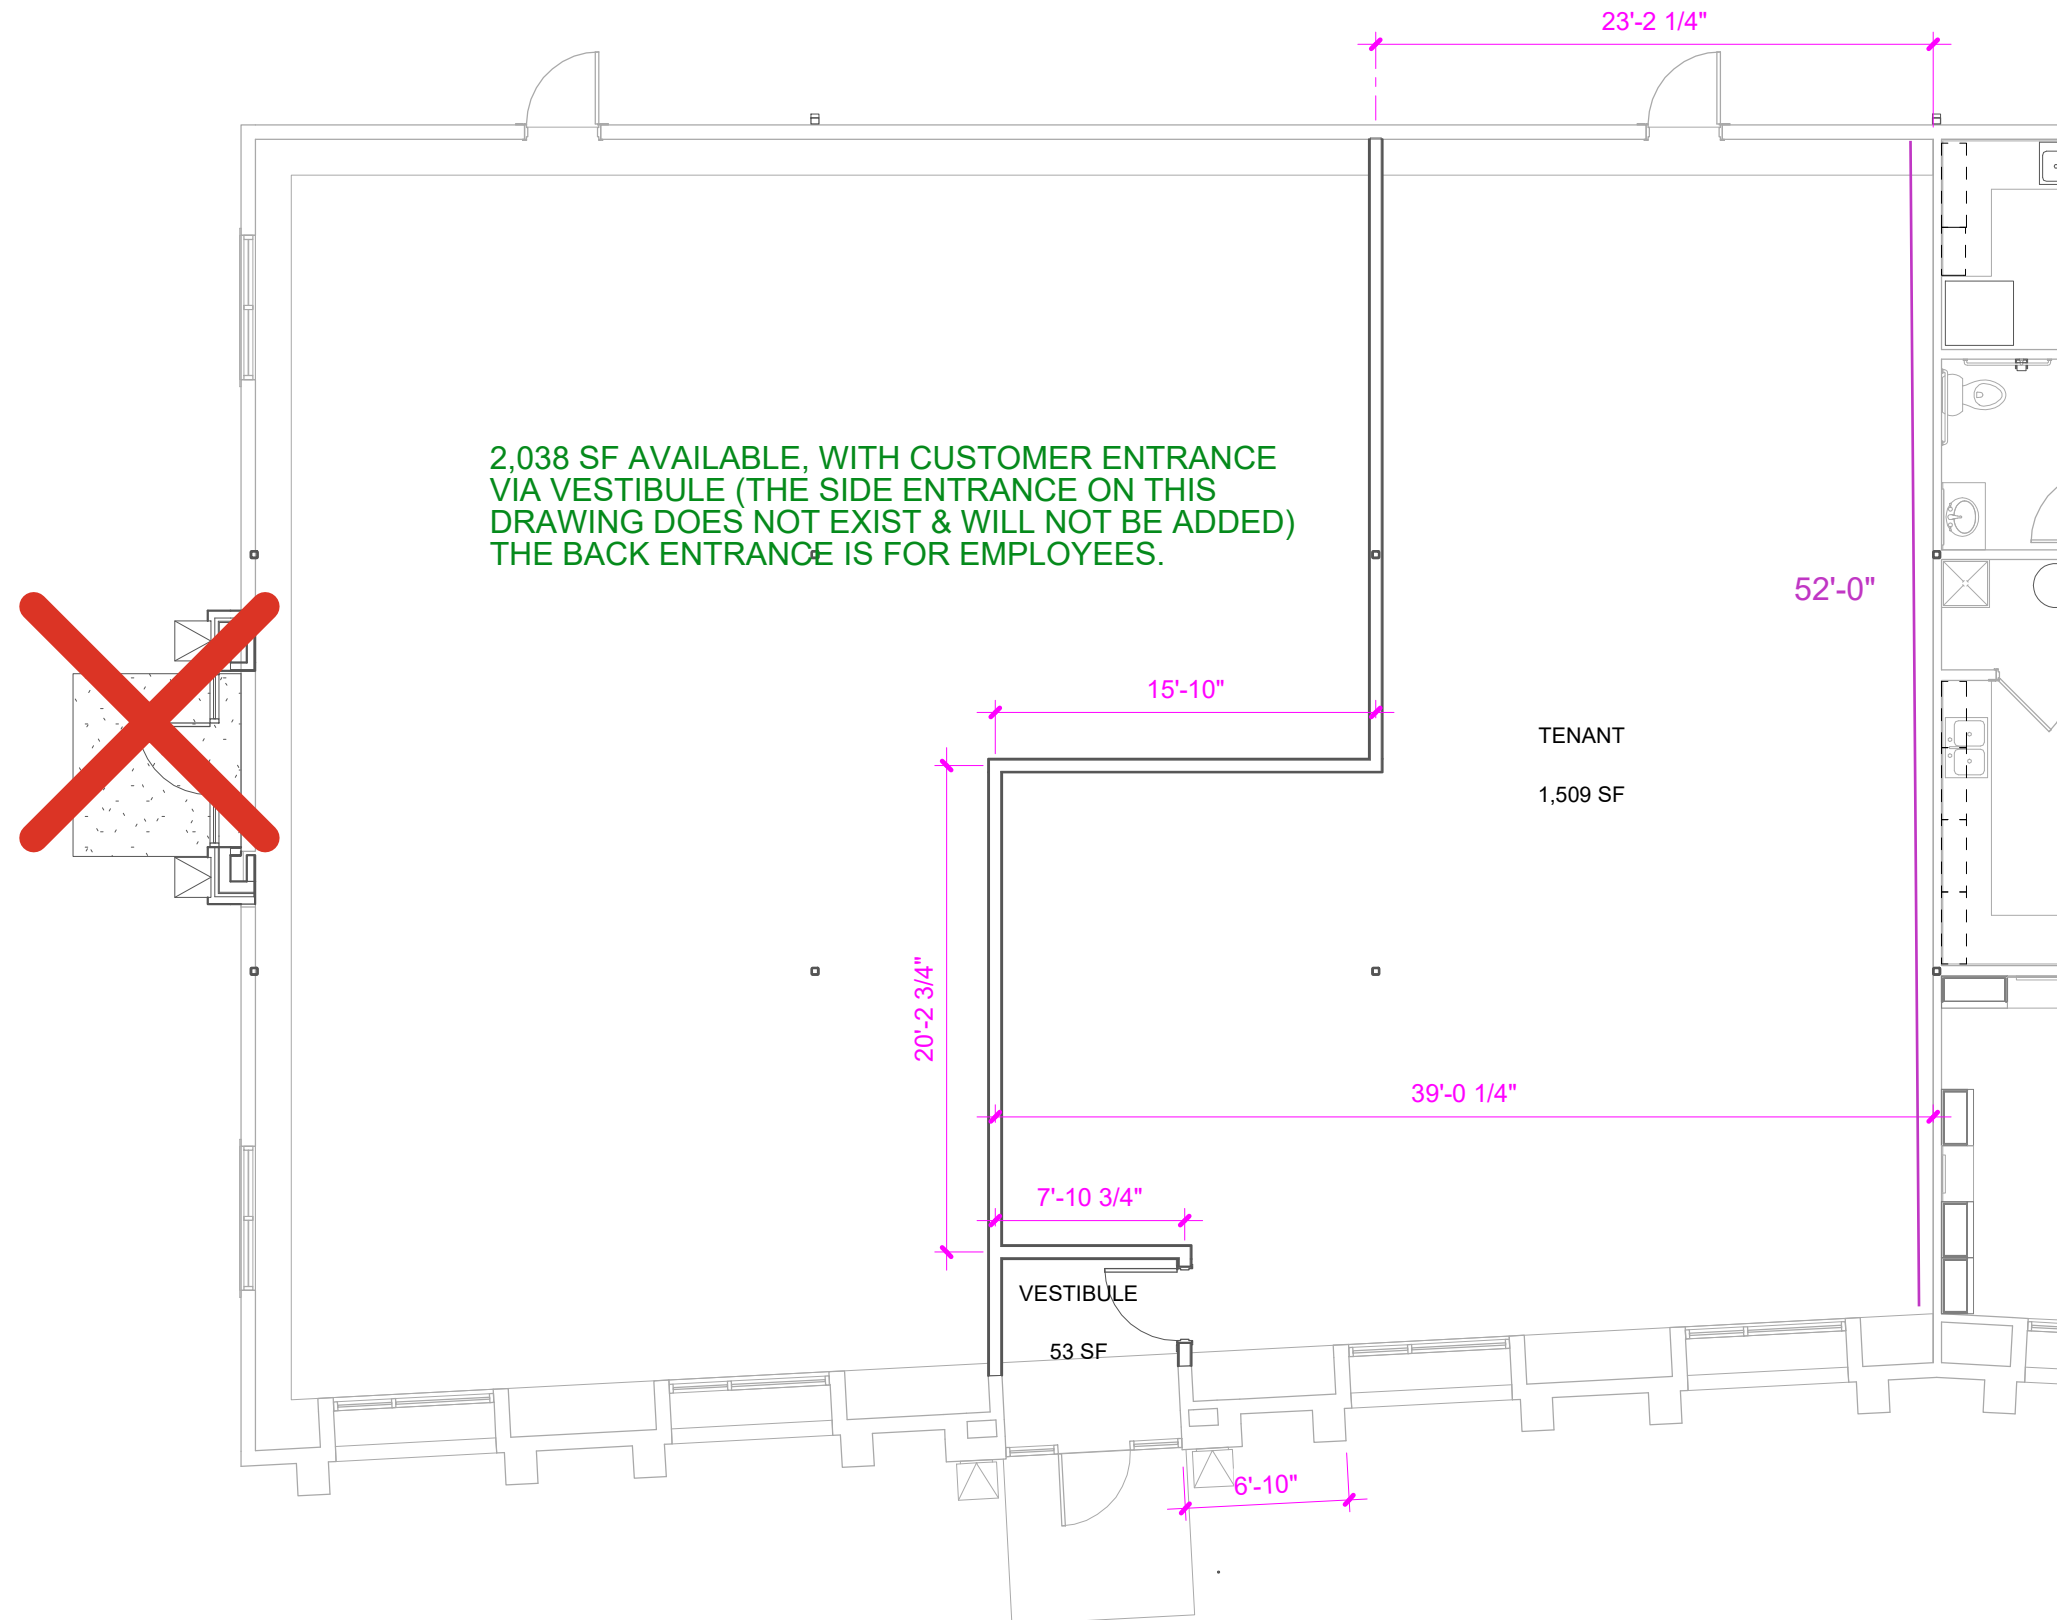 23'-2 1/4"
2,038 SF AVAILABLE, WITH CUSTOMER ENTRANCE
VIA VESTIBULE (THE SIDE ENTRANCE ON THIS
DRAWING DOES NOT EXIST & WILL NOT BE ADDED)
THE BACK ENTRANCE IS FOR EMPLOYEES.
52'-0"
15'-10"
TENANT
1,509 SF
20'-2 3/4"
39'-0 1/4"
7'-10 3/4"
VESTIBULE
53 SF
6'-10"